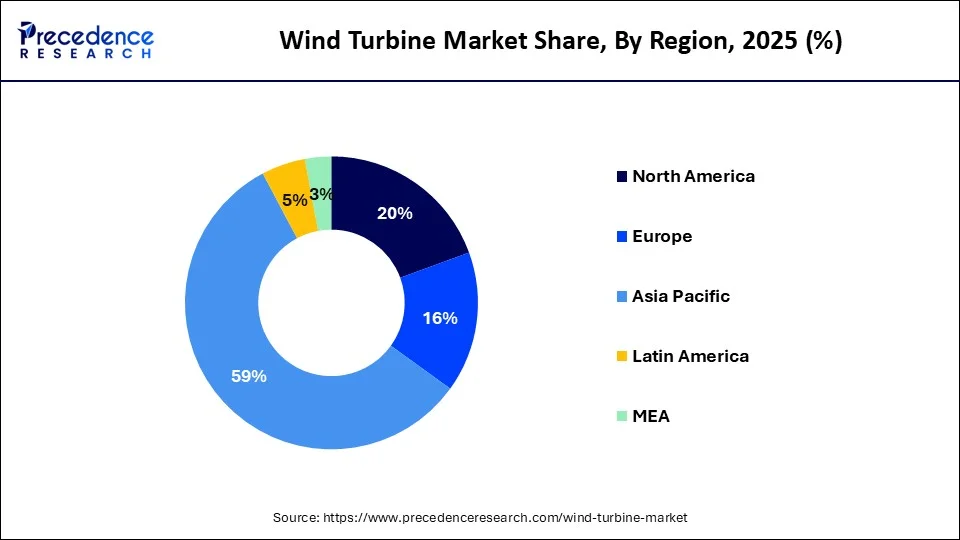 Precedence
RESEARCH
Wind Turbine Market Share, By Region, 2025 (%)
5%
3%
20%
16%
59%
North America
Europe
Asia Pacific
Latin America
MEA
Source: https://www.precedenceresearch.com/wind-turbine-market